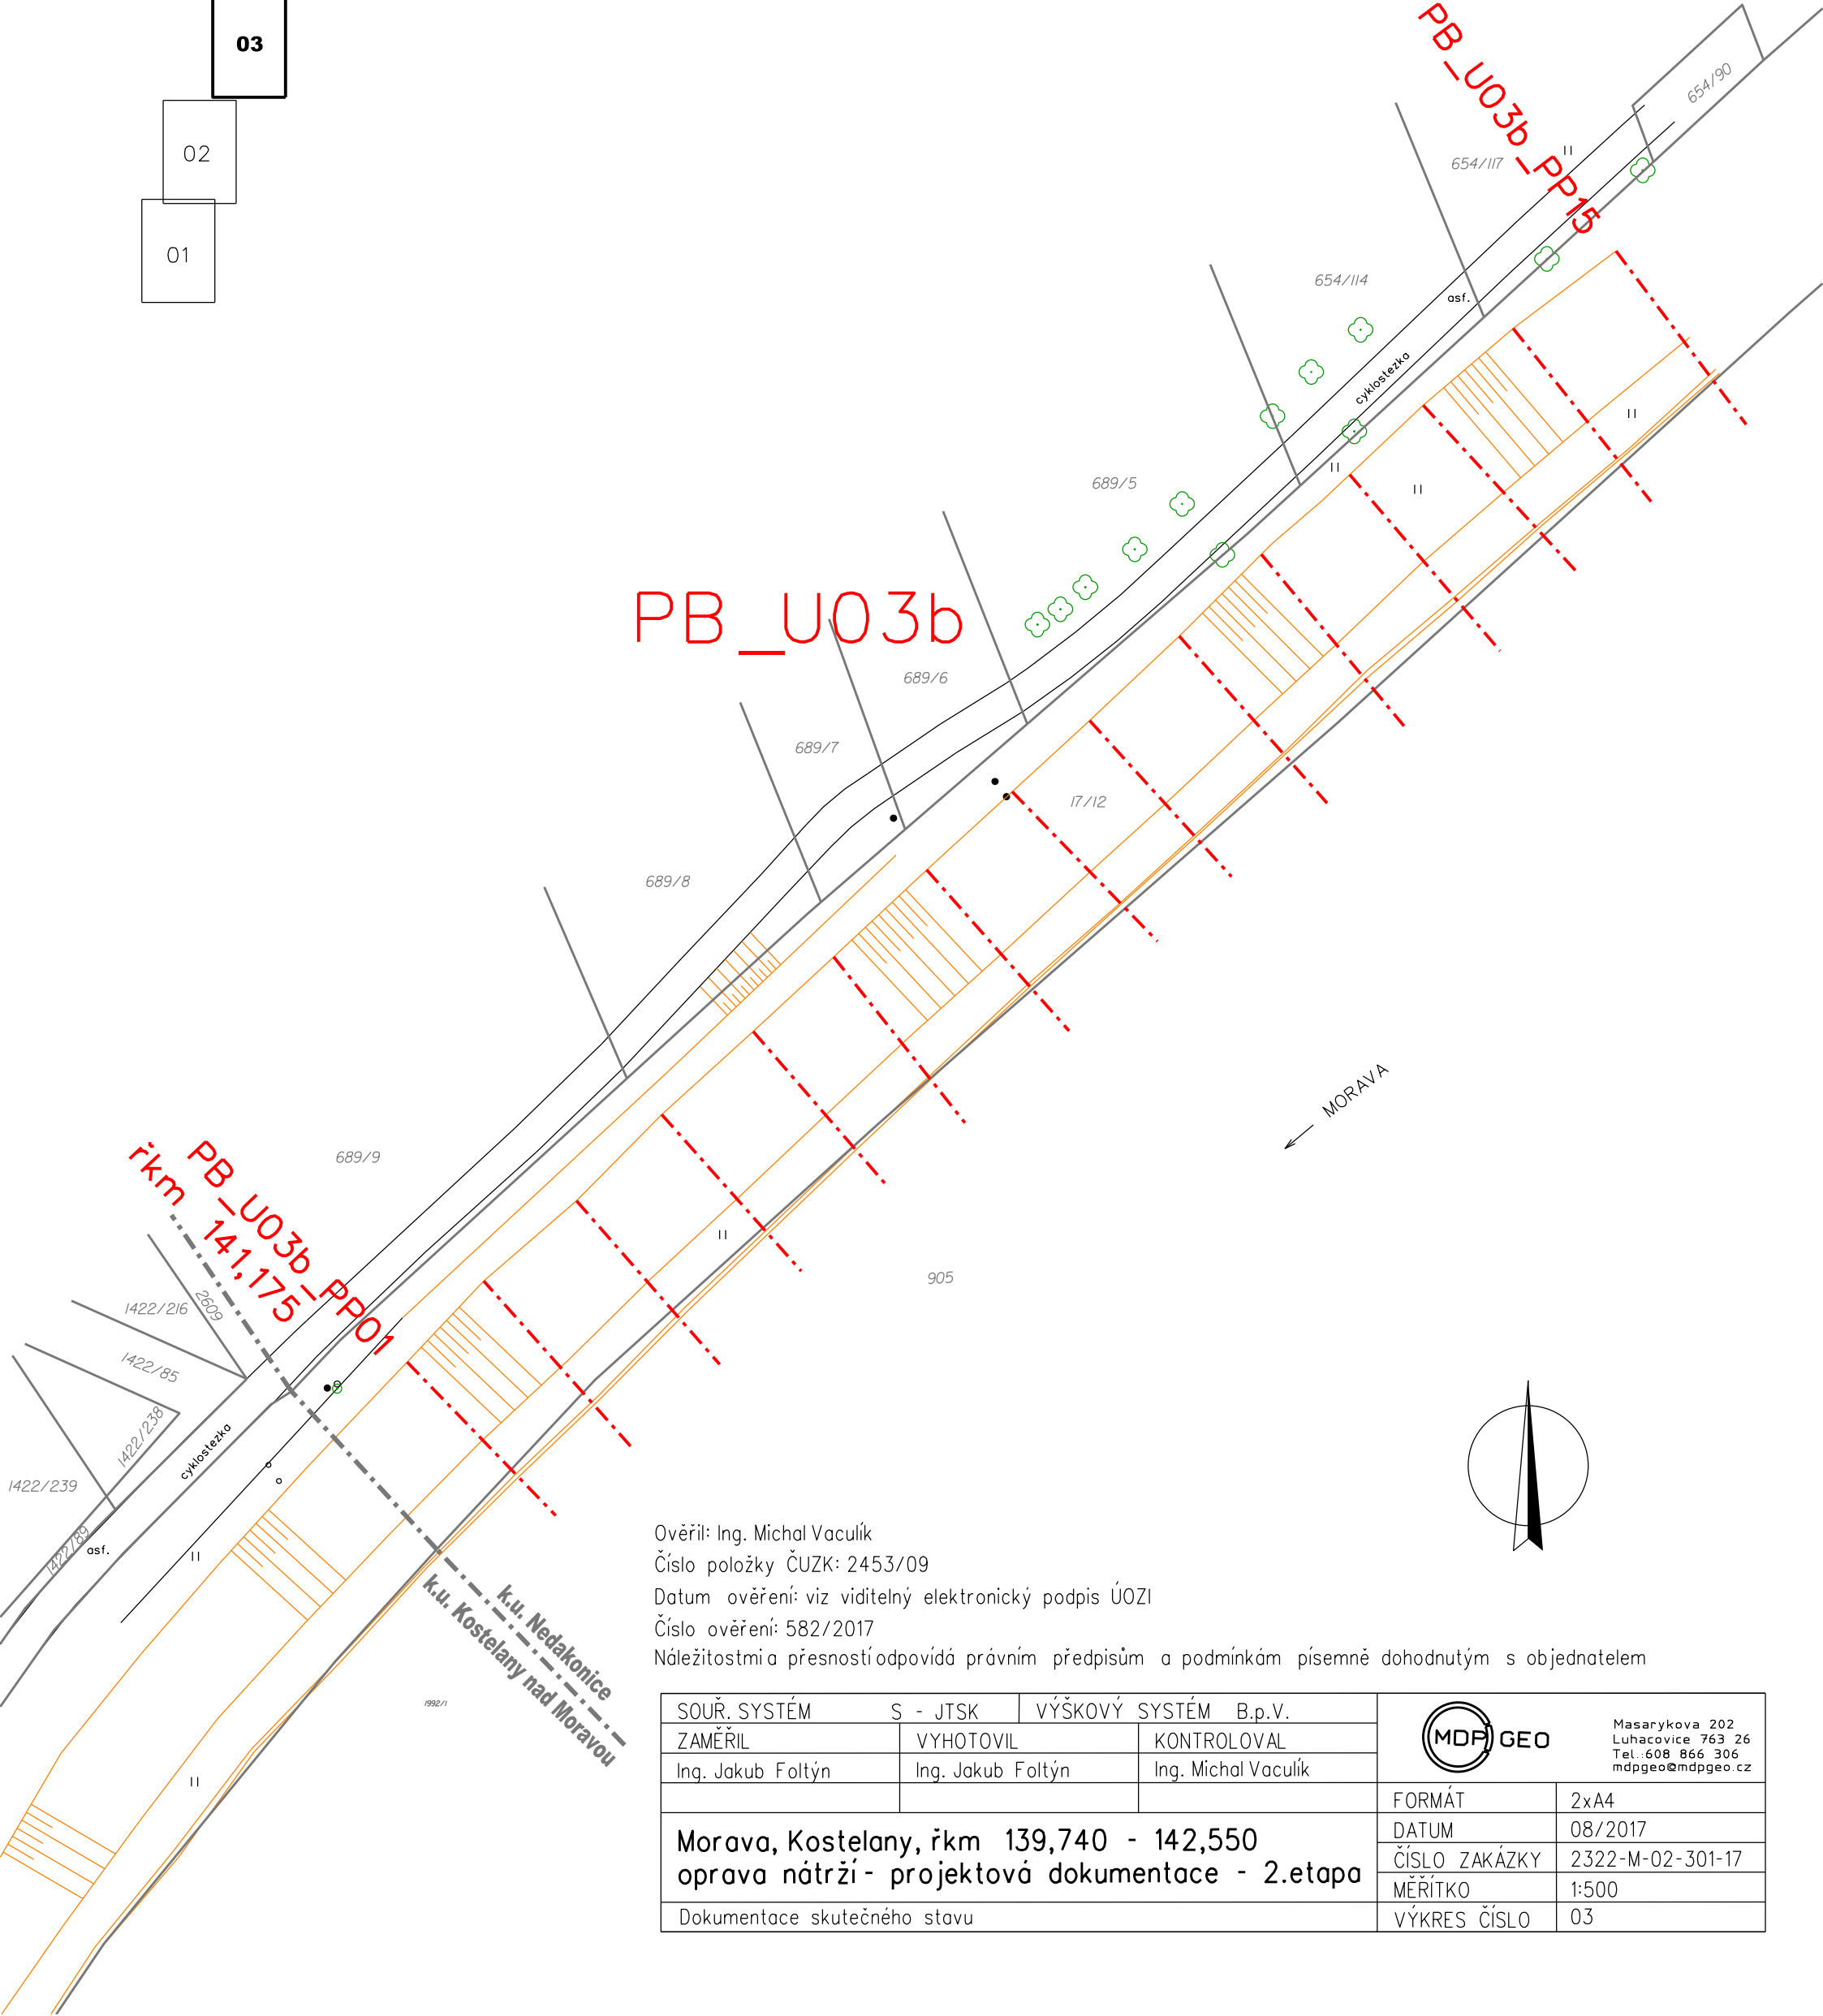 03
02
01
PB_U03b_PP15
654/90
654/117
654/114
asf.
cyklostezka
689/5
PB_U03b
689/6
689/7
17/12
689/8
MORAVA
689/9
PB_U03b_PP01
řkm 141,175
905
2609
1422/216
1422/85
1422/238
cyklostezka
1422/239
1422/89
asf.
k.ú. Nedakonice
k.ú. Kostelany nad Moravou
1992/1
Ověřil: Ing. Michal Vaculík
Číslo položky ČUZK: 2453/09
Datum ověření: viz viditelný elektronický podpis ÚOZI
Číslo ověření: 582/2017
Náležitostmi a přesností odpovídá právním předpisům a podmínkám písemně dohodnutým s objednatelem
SOUŘ. SYSTÉM S - JTSK VÝŠKOVÝ SYSTÉM B.p.V.
ZAMĚŘIL VYHOTOVIL KONTROLOVAL
Ing. Jakub Foltýn Ing. Jakub Foltýn Ing. Michal Vaculík
MDP GEO
Masarykova 202
Luhacovice 763 26
Tel.:608 866 306
mdpgeo@mdpgeo.cz
Morava, Kostelany, řkm 139,740 - 142,550
oprava nátrží - projektová dokumentace - 2.etapa
Dokumentace skutečného stavu
FORMÁT 2xA4
DATUM 08/2017
ČÍSLO ZAKÁZKY 2322-M-02-301-17
MĚŘÍTKO 1:500
VÝKRES ČÍSLO 03